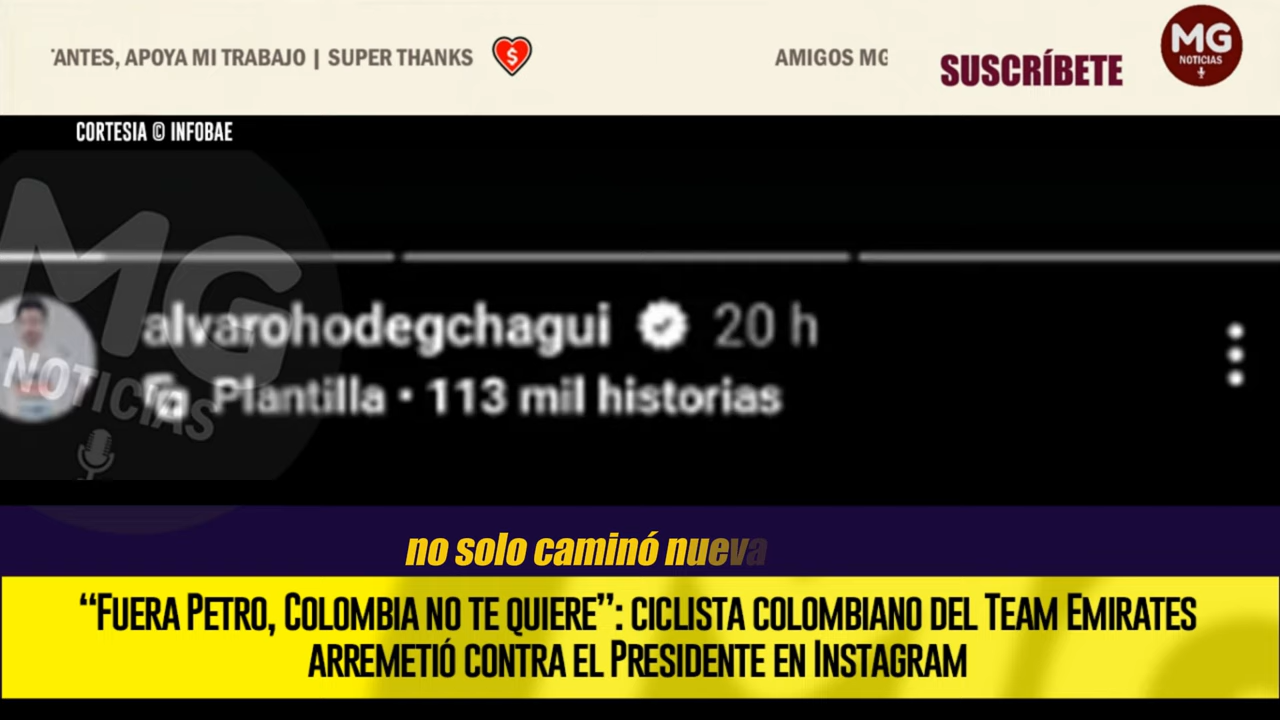 ANTES, APOYA MI TRABAJO | SUPER THANKS
AMIGOS MG
SUSCRÍBETE
MG
NOTICIAS
CORTESIA © INFOBAE
MG
NOTICIAS
alvarohodegchagui 20 h
Plantilla • 113 mil historias
no solo caminó nueva
“FUERA PETRO, COLOMBIA NO TE QUIERE”: CICLISTA COLOMBIANO DEL TEAM EMIRATES
ARREMETIÓ CONTRA EL PRESIDENTE EN INSTAGRAM